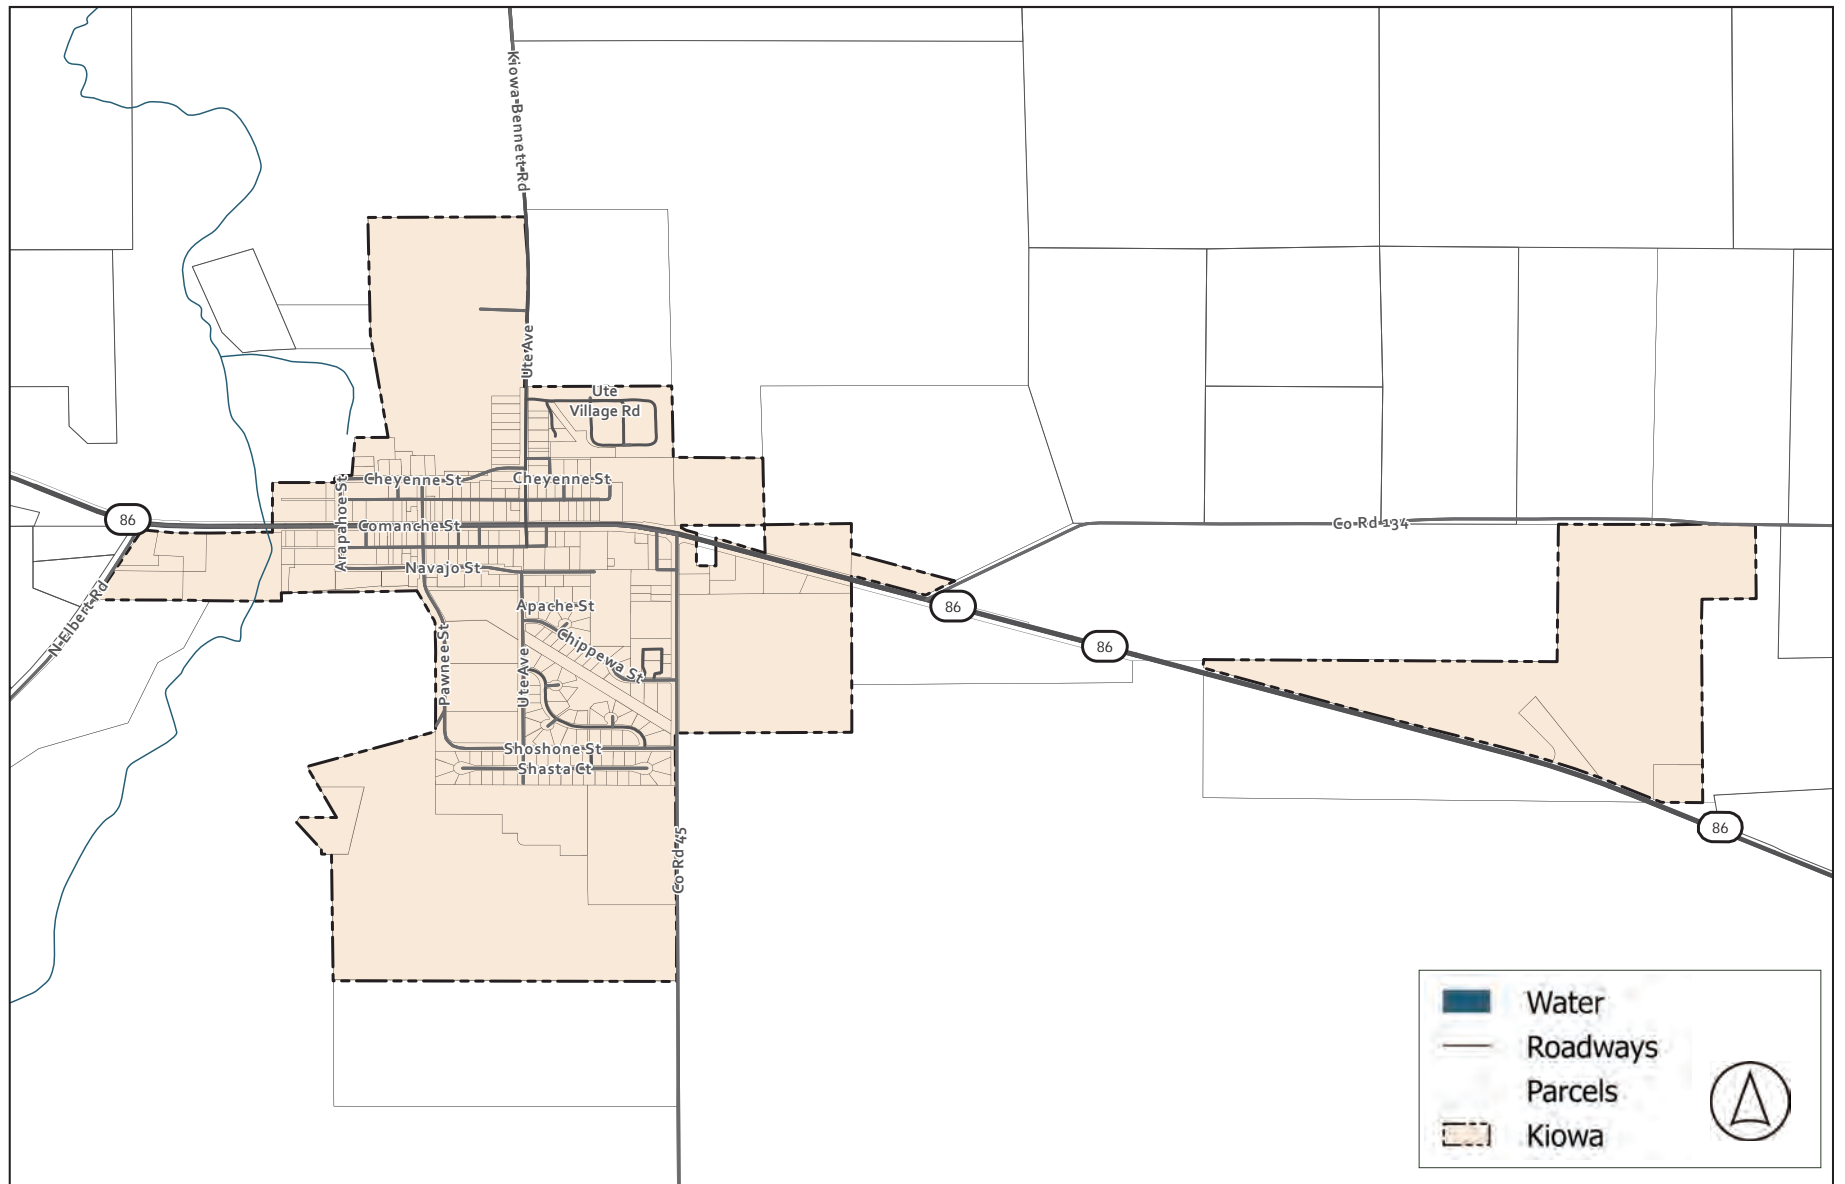 Kiowa-Bennett-Rd
Ute Ave
Ute
Village Rd
Cheyenne St
Cheyenne St
Arapahoe St
86
Comanche St
Co Rd 134
Navajo St
N Elbert Rd
Apache St
86
Chippewa St
86
Pawnee St
Ute Ave
Shoshone St
Shasta Ct
86
Co Rd 45
Water
Roadways
Parcels
Kiowa